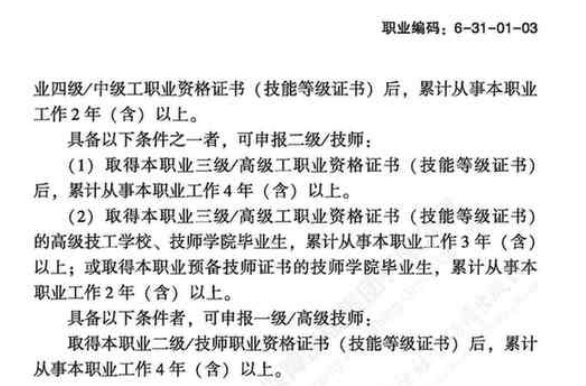 职业编码：6-31-01-03
业四级/中级工职业资格证书（技能等级证书）后，累计从事本职业
工作2年（含）以上。
具备以下条件之一者，可申报二级/技师：
（1）取得本职业三级/高级工职业资格证书（技能等级证书）
后，累计从事本职业工作4年（含）以上。
（2）取得本职业三级/高级工职业资格证书（技能等级证书）
的高级技工学校、技师学院毕业生，累计从事本职业工作3年（含）
以上；或取得本职业预备技师证书的技师学院毕业生，累计从事本
职业工作2年（含）以上。
具备以下条件者，可申报一级/高级技师：
取得本职业二级/技师职业资格证书（技能等级证书）后，累计
从事本职业工作4年（含）以上。